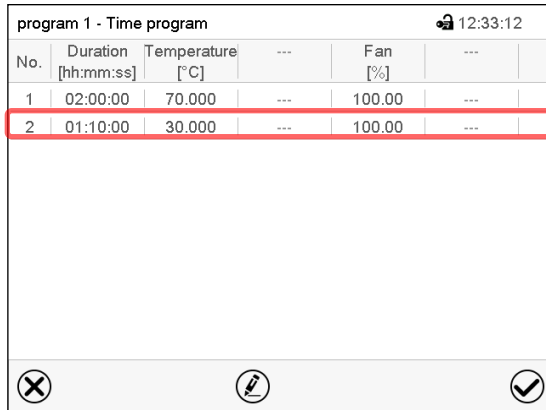 program 1 - Time program 12:33:12
No. Duration [hh:mm:ss] Temperature [°C] --- Fan [%] ---
1 02:00:00 70.000 --- 100.00 ---
2 01:10:00 30.000 --- 100.00 ---